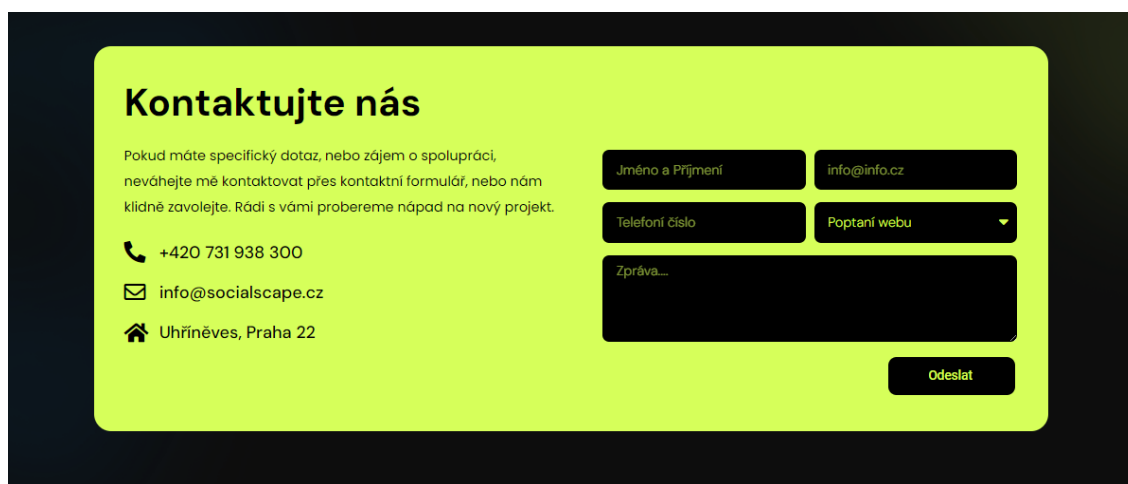 Kontaktujte nás
Pokud máte specifický dotaz, nebo zájem o spolupráci,
neváhejte mě kontaktovat přes kontaktní formulář, nebo nám
klidně zavolejte. Rádi s vámi probereme nápad na nový projekt.
+420 731 938 300
info@socialscape.cz
Uhříněves, Praha 22
Jméno a Příjmení
info@info.cz
Telefoní číslo
Poptaní webu
Zpráva....
Odeslat